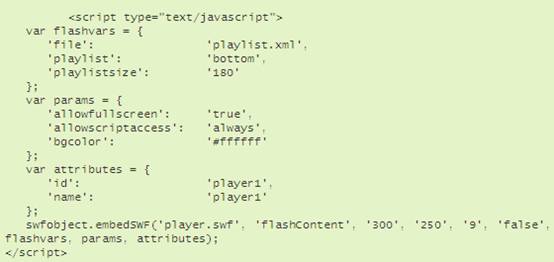 <script type="text/javascript">
var flashvars = {
'file': 'playlist.xml',
'playlist': 'bottom',
'playlistsize': '180'
};
var params = {
'allowfullscreen': 'true',
'allowscriptaccess': 'always',
'bgcolor': '#ffffff'
};
var attributes = {
'id': 'player1',
'name': 'player1'
};
swfobject.embedSWF('player.swf', 'flashContent', '300', '250', '9', 'false',
flashvars, params, attributes);
</script>